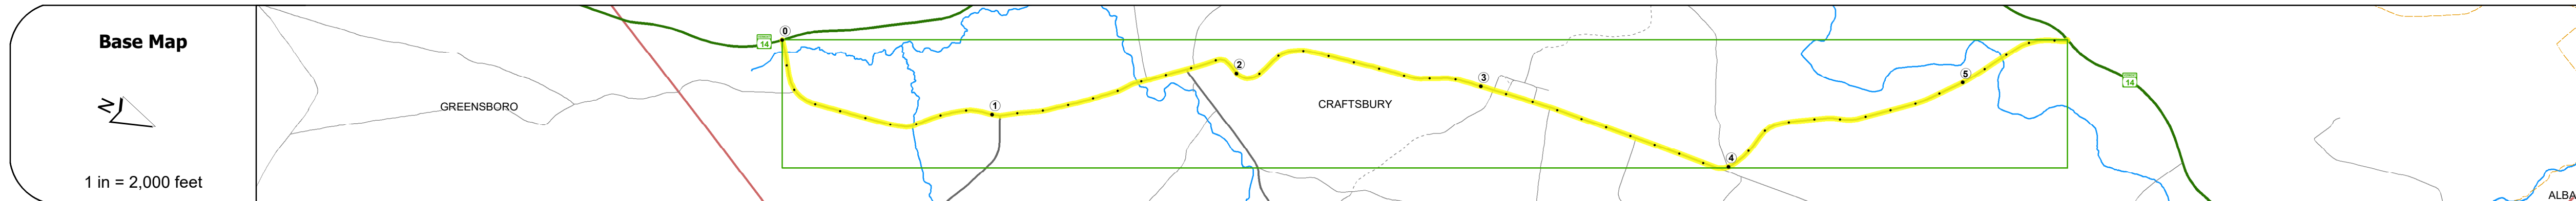 Base Map
N
1 in = 2,000 feet
GREENSBORO
14
0
1
2
CRAFTSBURY
3
4
5
14
ALBA